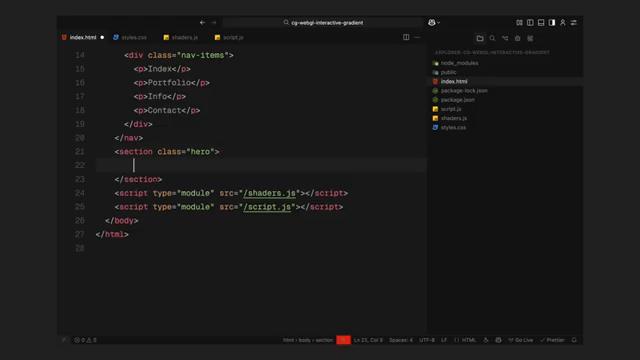 cg-webgl-interactive-gradient
index.html
styles.css
shaders.js
script.js
EXPLORER: CG-WEBGL-INTERACTIVE-GRADIENT
node_modules
public
index.html
package-lock.json
package.json
script.js
shaders.js
styles.css
14 <div class="nav-items">
15 <p>Index</p>
16 <p>Portfolio</p>
17 <p>Info</p>
18 <p>Contact</p>
19 </div>
20 </nav>
21 <section class="hero">
22
23 </section>
24 <script type="module" src="/shaders.js"></script>
25 <script type="module" src="/script.js"></script>
26 </body>
27 </html>
28
0 0
html › body › section
Ln 23, Col 9
Spaces: 4
UTF-8
LF
HTML
Go Live
Prettier